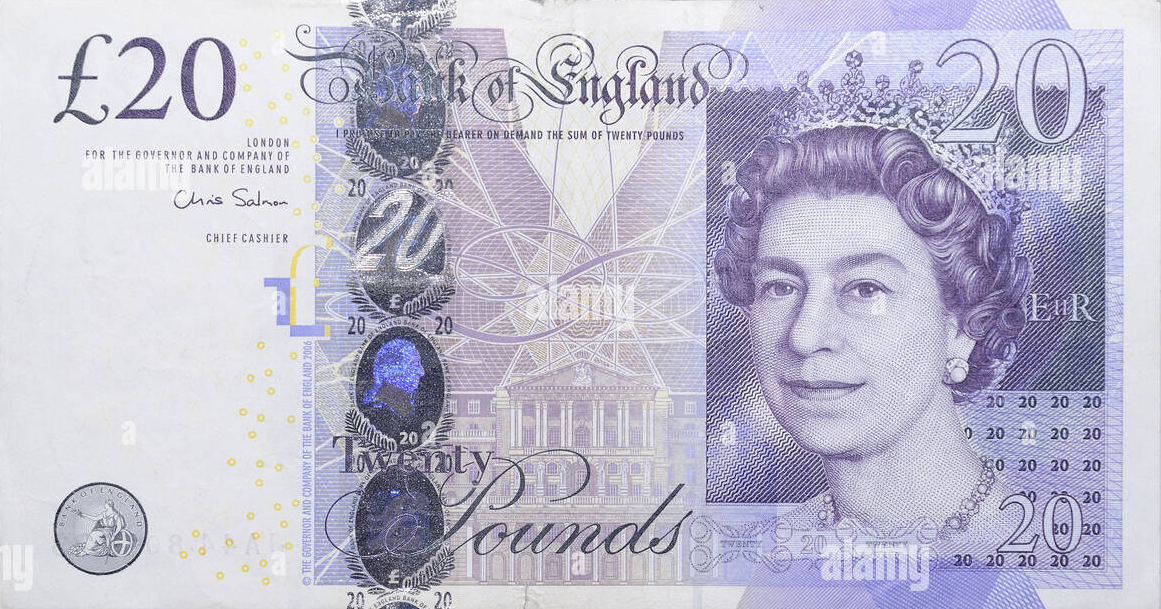 £20
Bank of England
20
I PROMISE TO PAY THE BEARER ON DEMAND THE SUM OF TWENTY POUNDS
LONDON
FOR THE GOVERNOR AND COMPANY OF
THE BANK OF ENGLAND
Chris Salmon
CHIEF CASHIER
20
20 20
20
£
20 20
EIIR
20
Twenty
Pounds
£
20 20
© THE GOVERNOR AND COMPANY OF THE BANK OF ENGLAND 2006
BANK OF ENGLAND
20 20 20 20
20 20 20
20 20 20
20 20
20
20 20
20 20 20 20 20
TWENTY 20 TWENTY
alamy
alamy
alamy
alamy
a